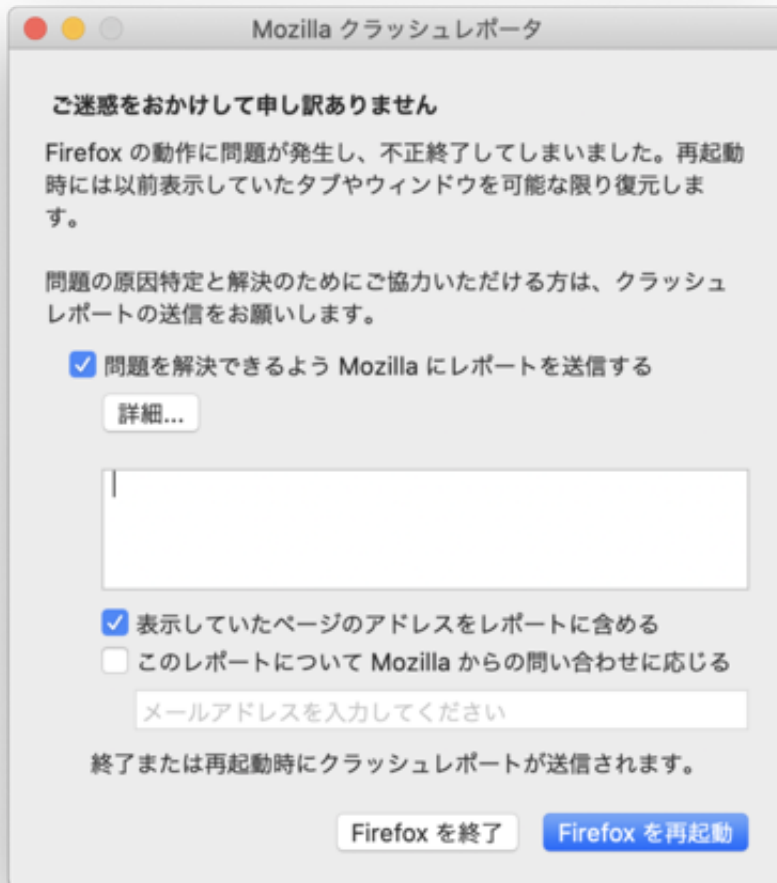 Mozilla クラッシュレポータ
ご迷惑をおかけして申し訳ありません
Firefox の動作に問題が発生し、不正終了してしまいました。再起動
時には以前表示していたタブやウィンドウを可能な限り復元しま
す。
問題の原因特定と解決のためにご協力いただける方は、クラッシュ
レポートの送信をお願いします。
問題を解決できるよう Mozilla にレポートを送信する
詳細...
表示していたページのアドレスをレポートに含める
このレポートについて Mozilla からの問い合わせに応じる
メールアドレスを入力してください
終了または再起動時にクラッシュレポートが送信されます。
Firefox を終了
Firefox を再起動